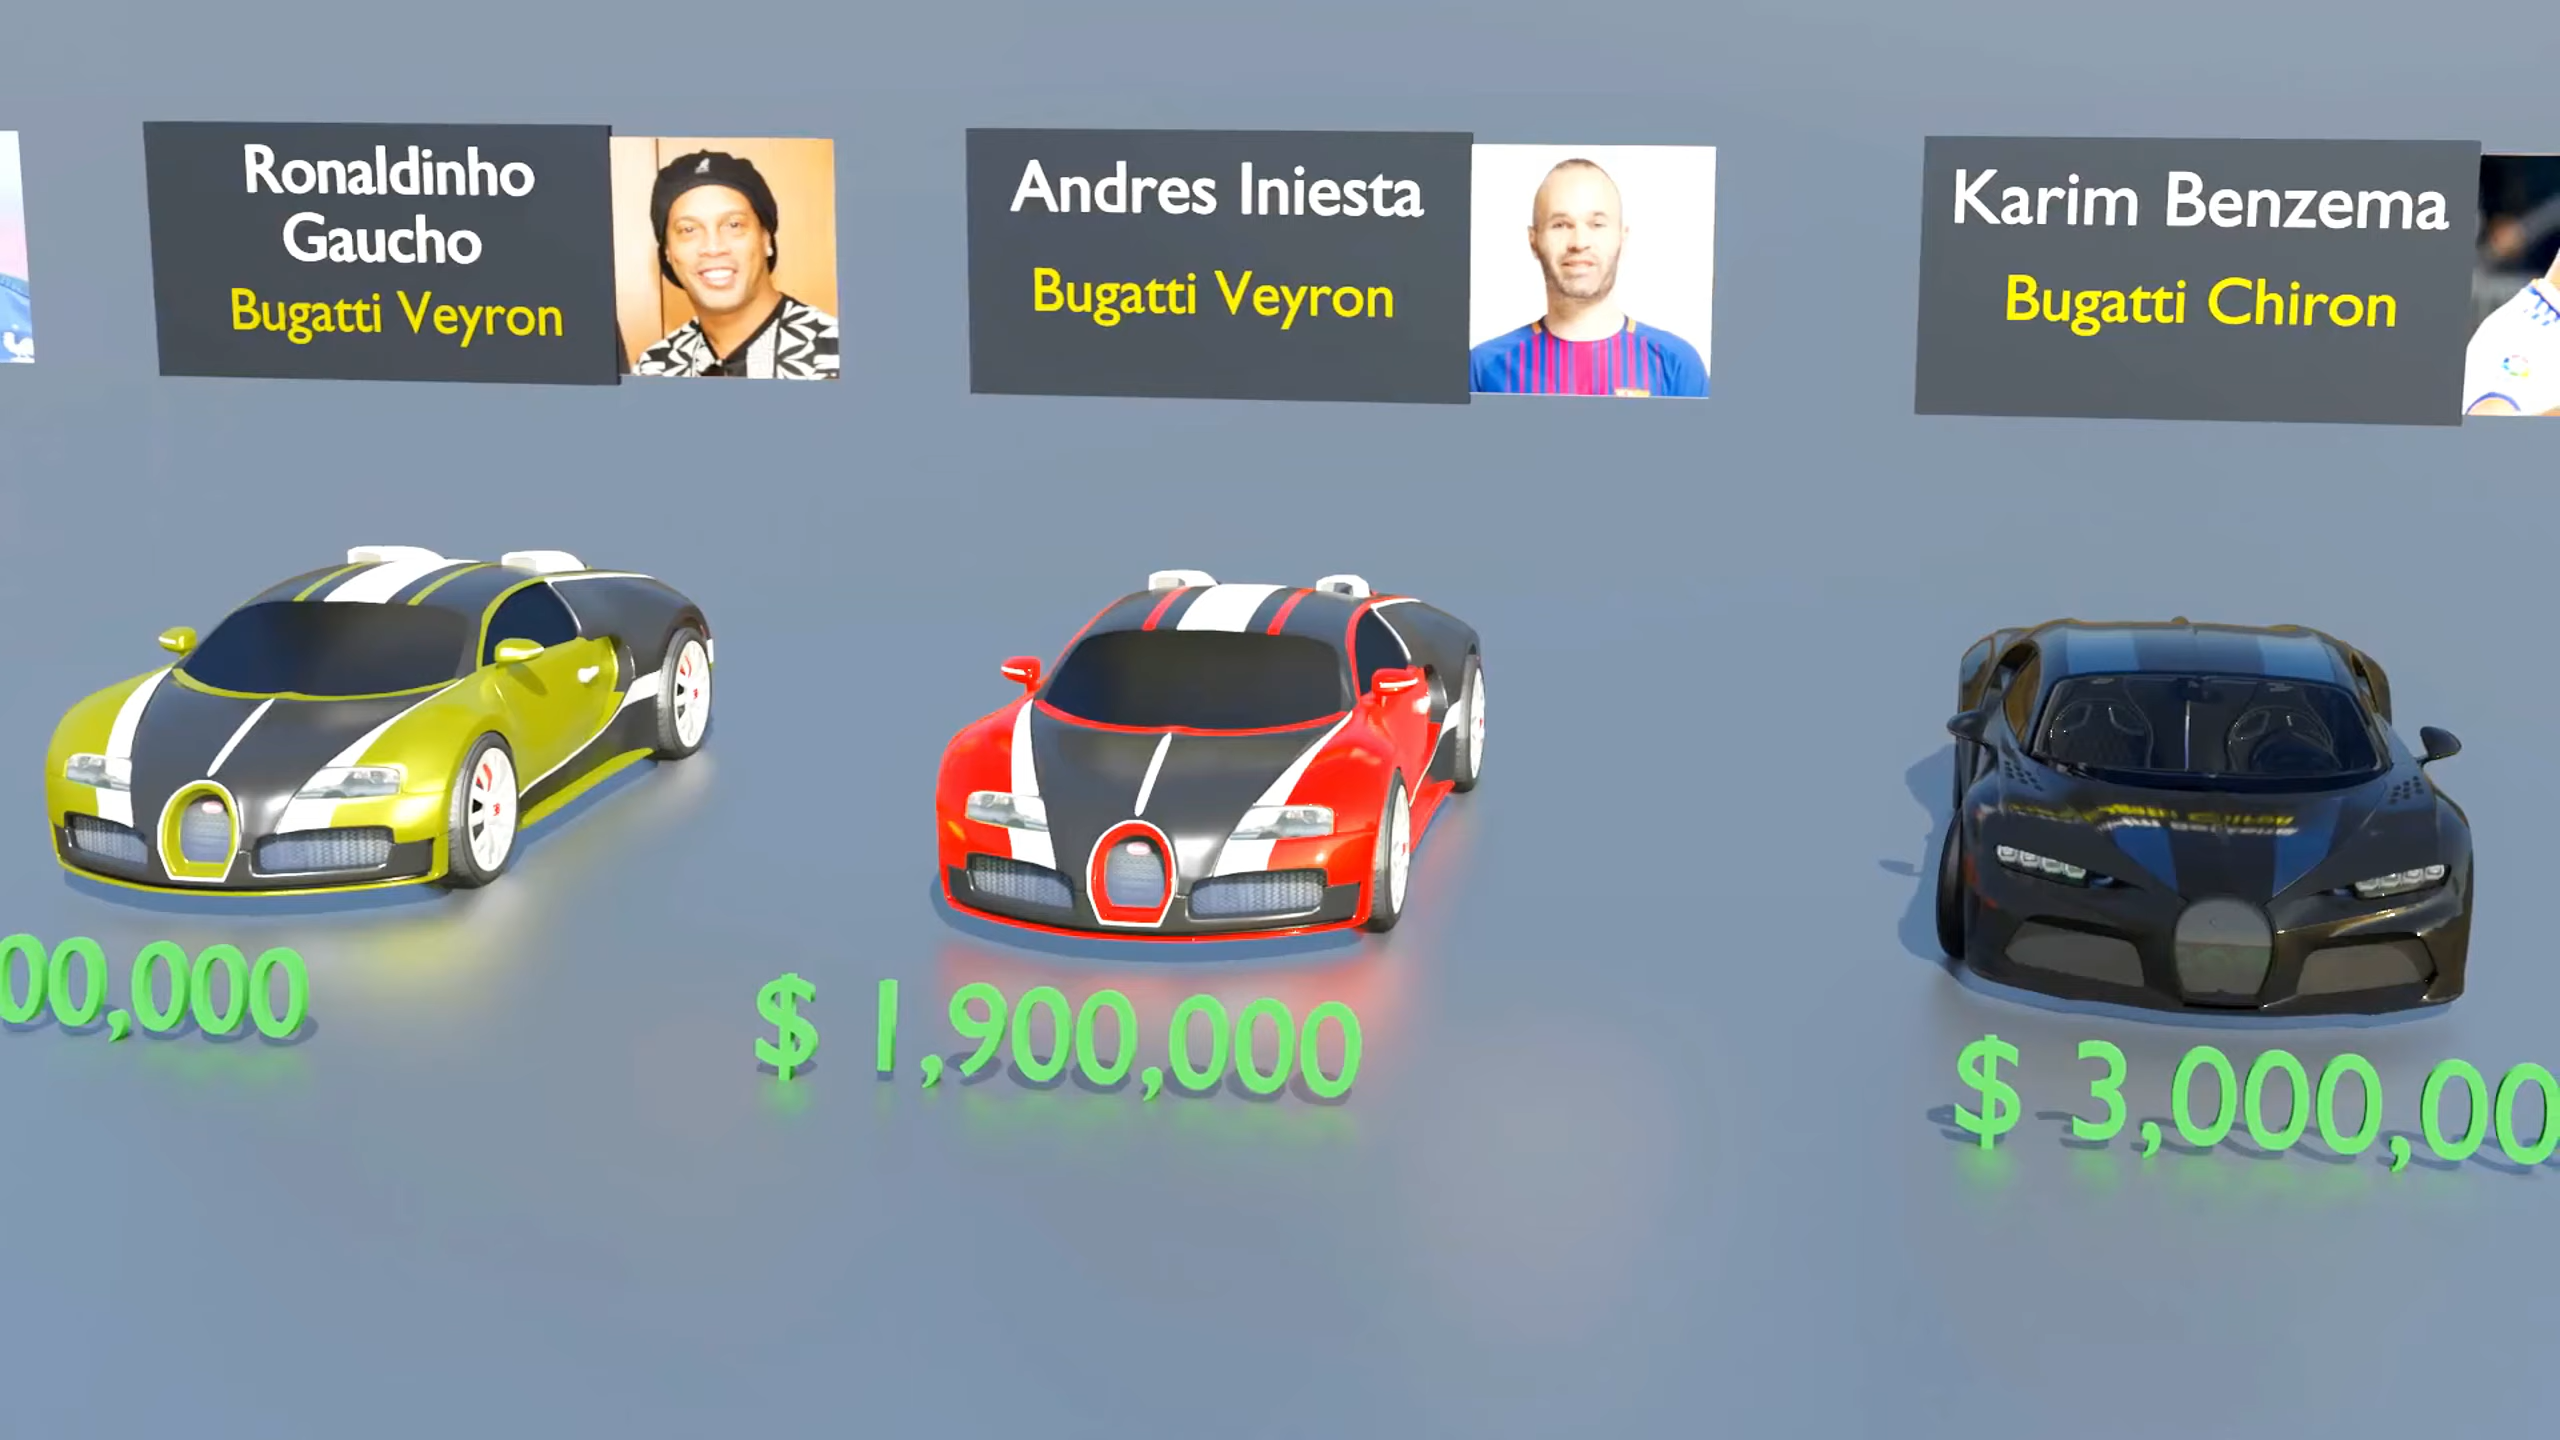 Ronaldinho
Gaucho
Bugatti Veyron
Andres Iniesta
Bugatti Veyron
Karim Benzema
Bugatti Chiron
00,000
$ 1,900,000
$ 3,000,00